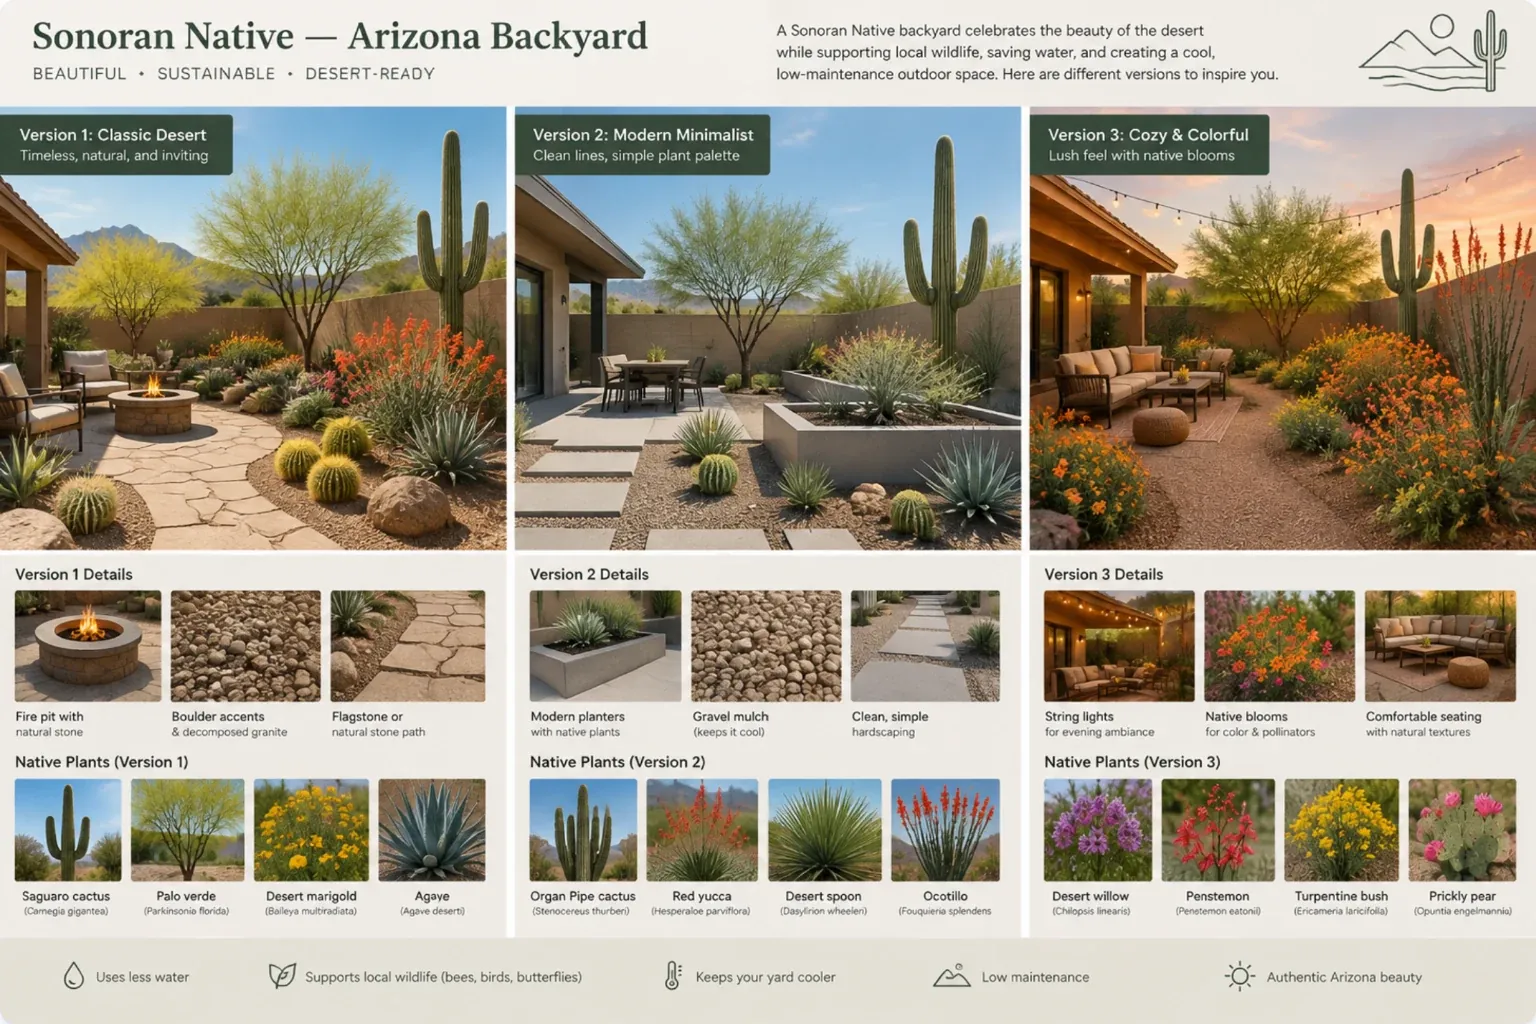 Sonoran Native — Arizona Backyard
BEAUTIFUL • SUSTAINABLE • DESERT-READY
A Sonoran Native backyard celebrates the beauty of the desert
while supporting local wildlife, saving water, and creating a cool,
low-maintenance outdoor space. Here are different versions to inspire you.
Version 1: Classic Desert
Timeless, natural, and inviting
Version 2: Modern Minimalist
Clean lines, simple plant palette
Version 3: Cozy & Colorful
Lush feel with native blooms
Version 1 Details
Fire pit with
natural stone
Boulder accents
& decomposed granite
Flagstone or
natural stone path
Native Plants (Version 1)
Saguaro cactus
(Carnegia gigantea)
Palo verde
(Parkinsonia florida)
Desert marigold
(Baileya multiradiata)
Agave
(Agave deserti)
Version 2 Details
Modern planters
with native plants
Gravel mulch
(keeps it cool)
Clean, simple
hardscaping
Native Plants (Version 2)
Organ Pipe cactus
(Stenocereus thurberi)
Red yucca
(Hesperaloe parviflora)
Desert spoon
(Dasylirion wheeleri)
Ocotillo
(Fouquieria splendens
Version 3 Details
String lights
for evening ambiance
Native blooms
for color & pollinators
Comfortable seating
with natural textures
Native Plants (Version 3)
Desert willow
(Chilopsis linearis)
Penstemon
(Penstemon eatonii)
Turpentine bush
(Ericameria laricifolia)
Prickly pear
(Opuntia engelmannia)
Uses less water
Supports local wildlife (bees, birds, butterflies)
Keeps your yard cooler
Low maintenance
Authentic Arizona beauty